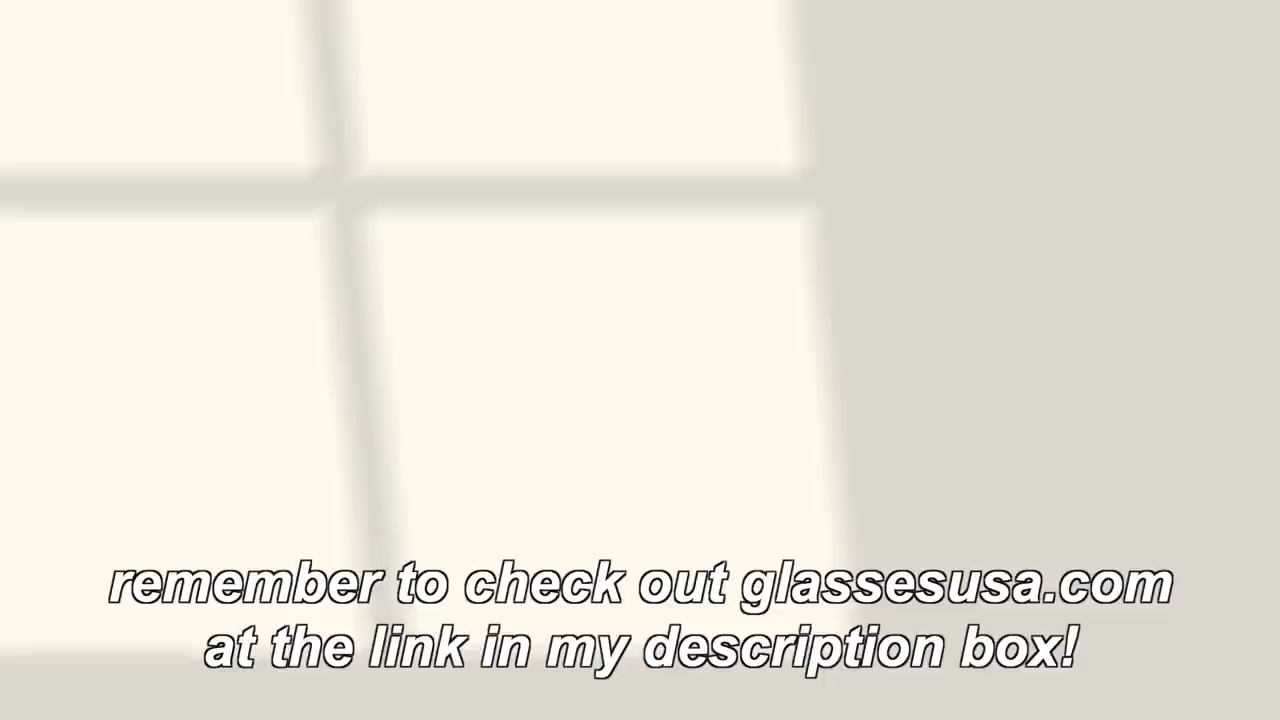 remember to check out glassesusa.com
at the link in my description box!